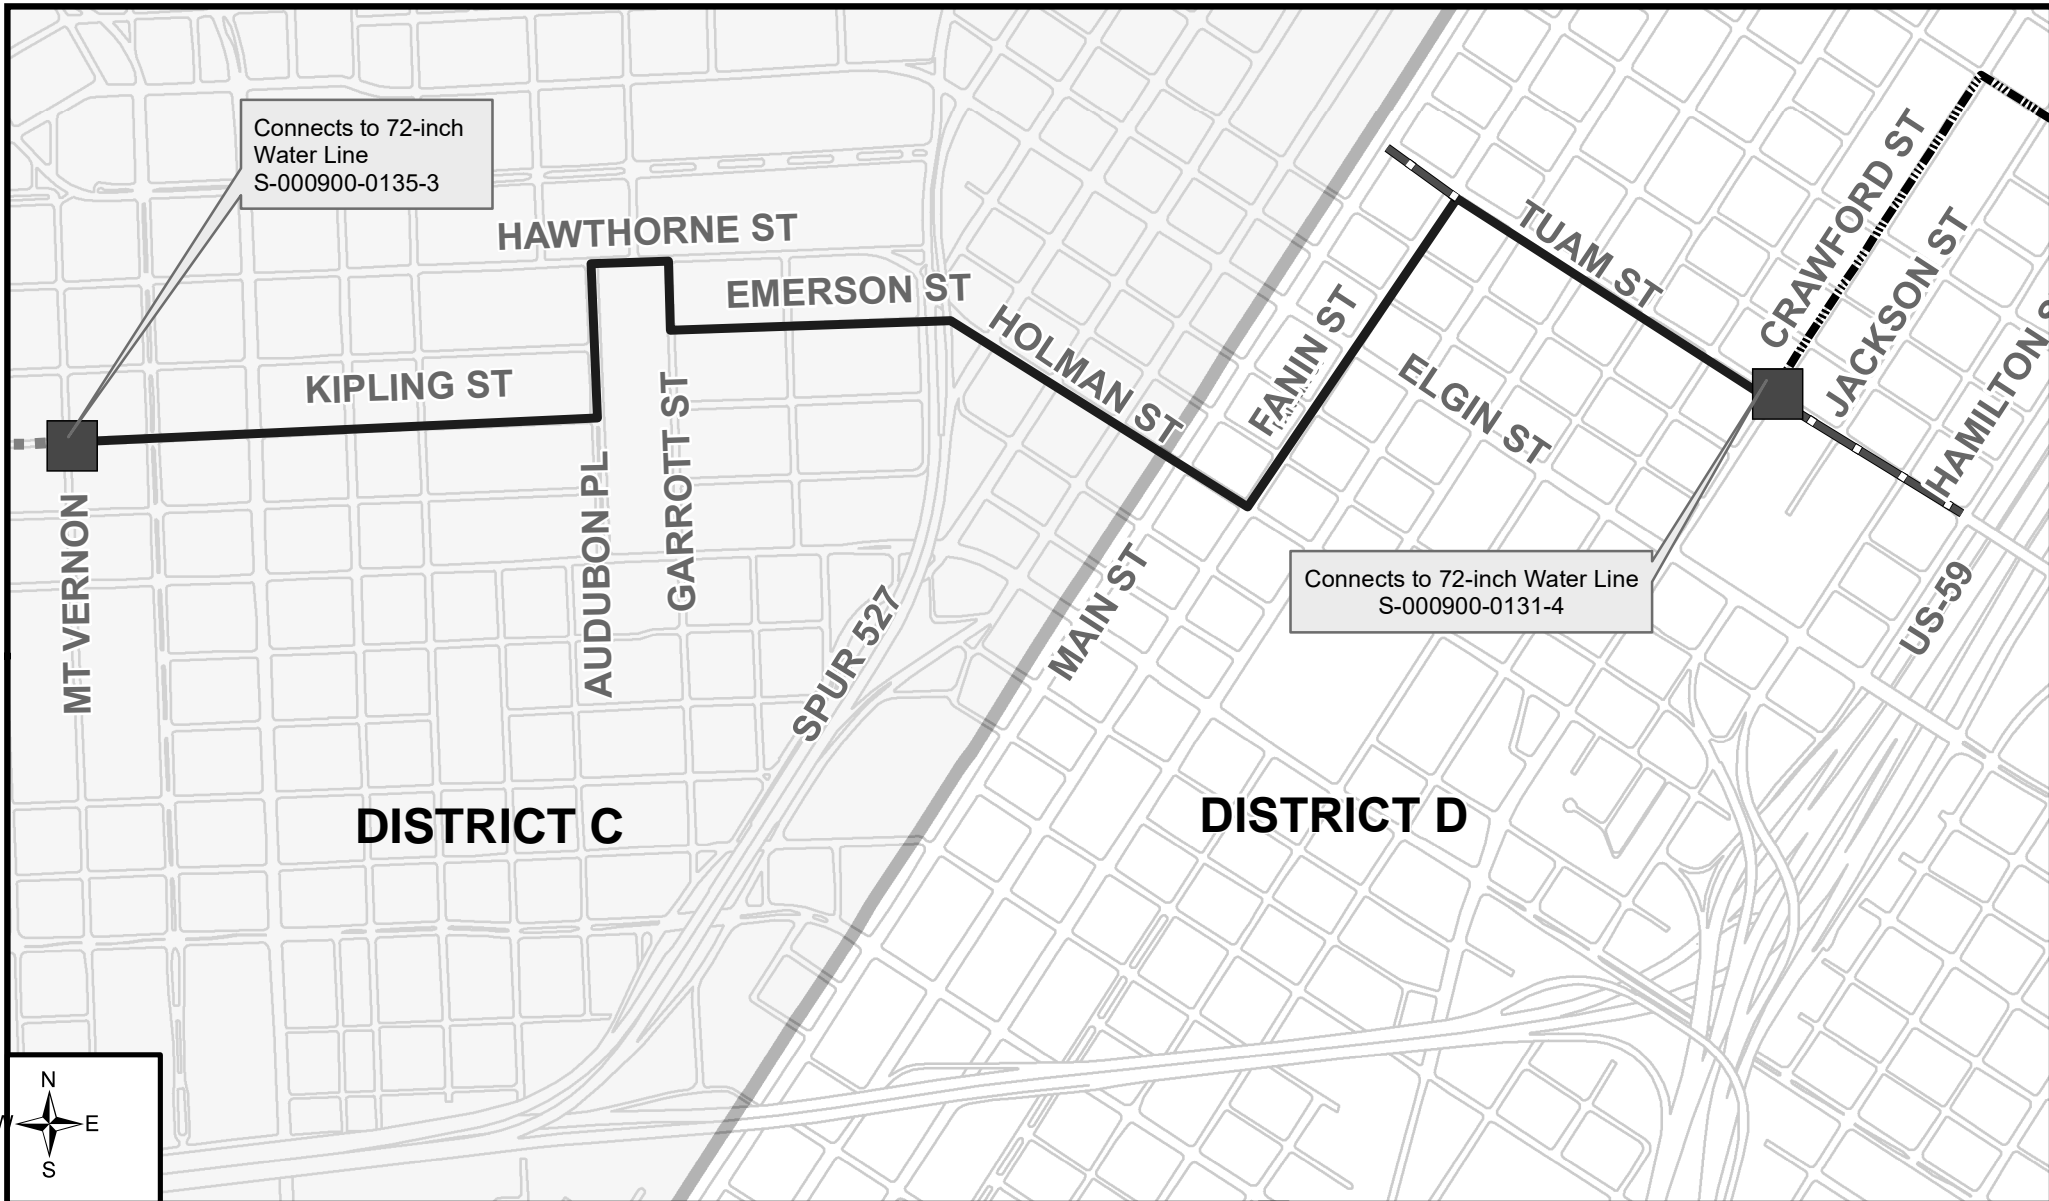 Connects to 72-inch
Water Line
S-000900-0135-3
HAWTHORNE ST
EMERSON ST
KIPLING ST
HOLMAN ST
FANIN ST
TUAM ST
ELGIN ST
CRAWFORD ST
JACKSON ST
HAMILTON S
MT VERNON
AUDUBON PL
GARROTT ST
SPUR 527
MAIN ST
Connects to 72-inch Water Line
S-000900-0131-4
US-59
DISTRICT C
DISTRICT D
N
W E
S